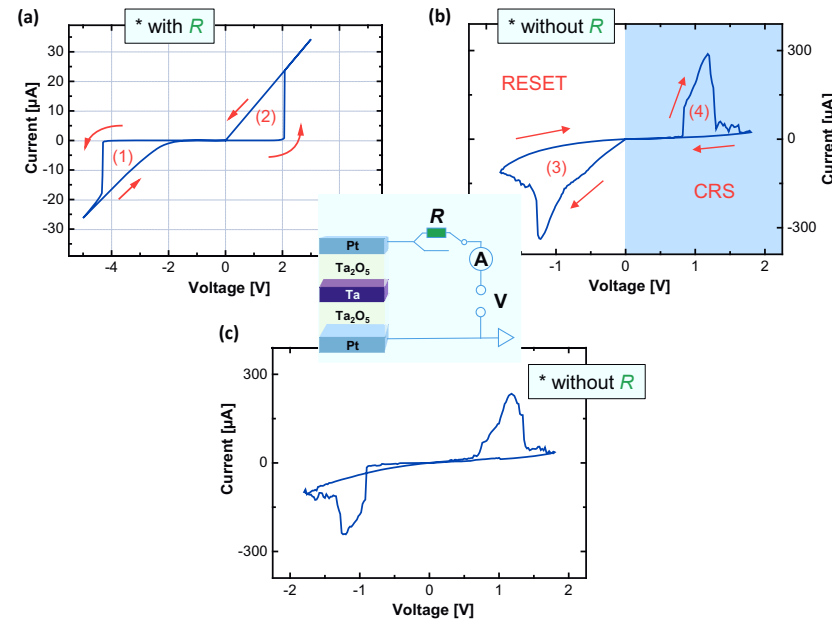 (a)
* with R
30
20
10
0
-10
-20
-30
Current [µA]
(1)
(2)
-4
-2
0
2
Voltage [V]
(b)
* without R
RESET
(3)
(4)
CRS
300
0
-300
Current [µA]
-1
0
1
2
Voltage [V]
R
A
V
Pt
Ta₂O₅
Ta
Ta₂O₅
Pt
(c)
* without R
300
0
-300
Current [µA]
-2
-1
0
1
2
Voltage [V]